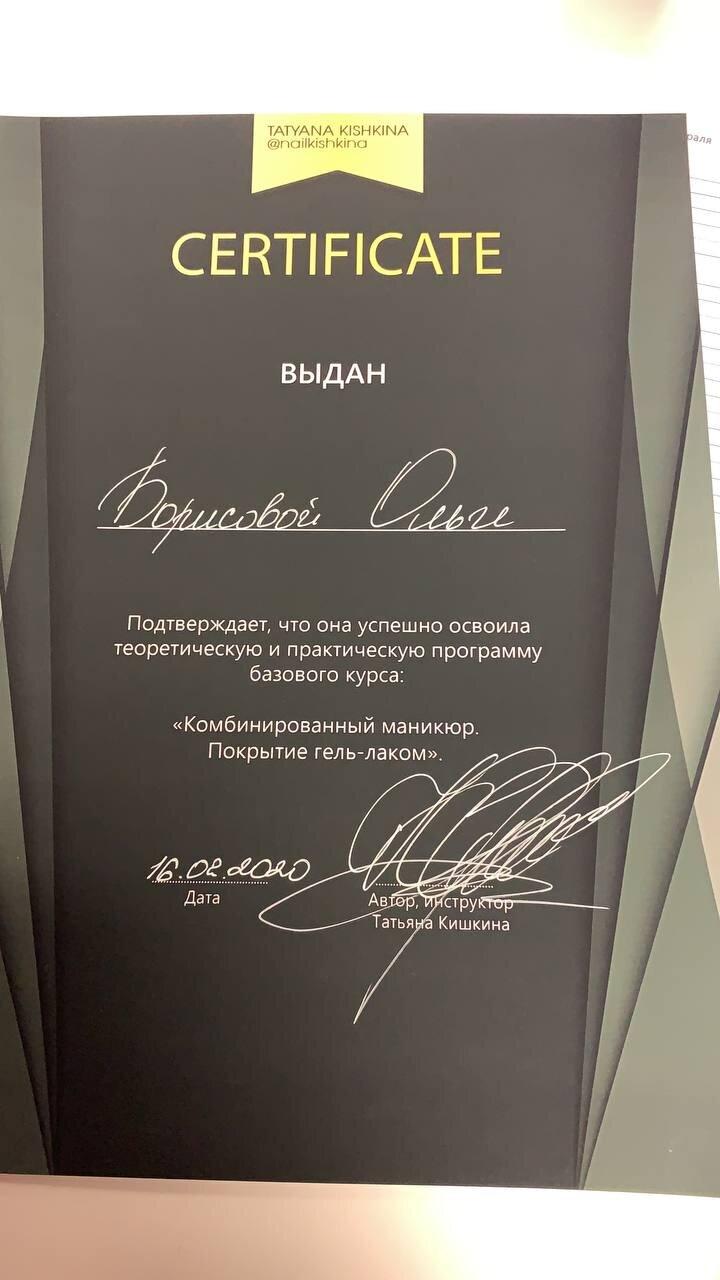 TATYANA KISHKINA
@nailkishkina
CERTIFICATE
ВЫДАН
Борисовой Ольге
Подтверждает, что она успешно освоила
теоретическую и практическую программу
базового курса:
«Комбинированный маникюр.
Покрытие гель-лаком».
16.02.2020
Дата
Автор, инструктор
Татьяна Кишкина
раля